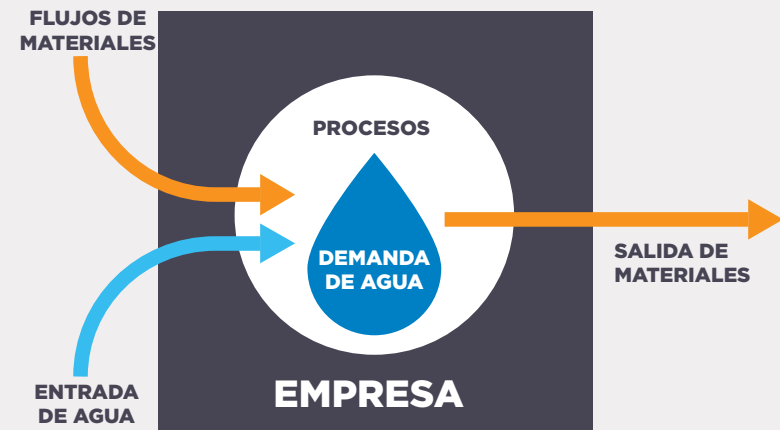 FLUJOS DE
MATERIALES
PROCESOS
DEMANDA
DE AGUA
SALIDA DE
MATERIALES
ENTRADA
DE AGUA
EMPRESA